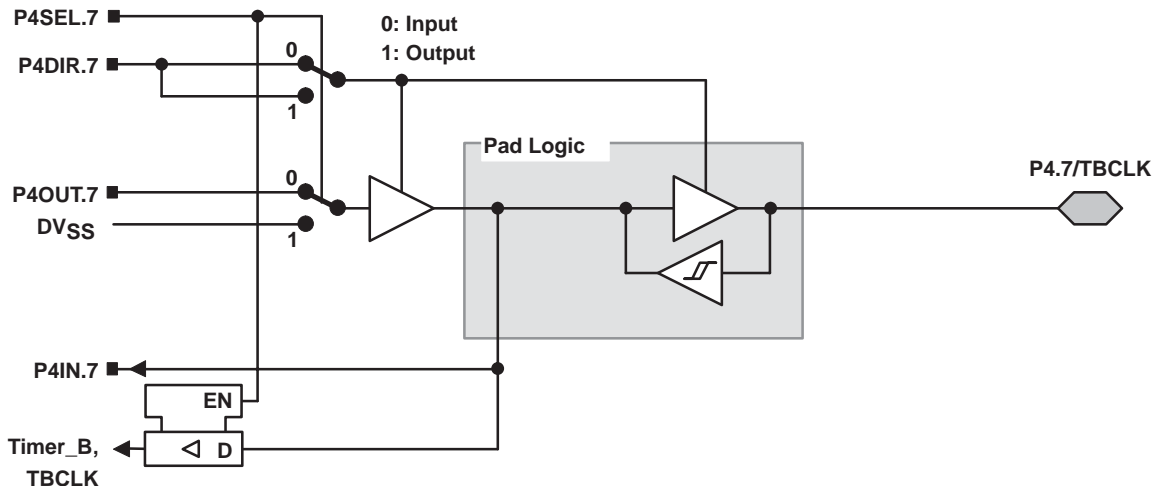 P4SEL.7
0: Input
1: Output
P4DIR.7
0
1
Pad Logic
P4.7/TBCLK
P4OUT.7
0
DVSS
1
P4IN.7
EN
Timer_B,
D
TBCLK